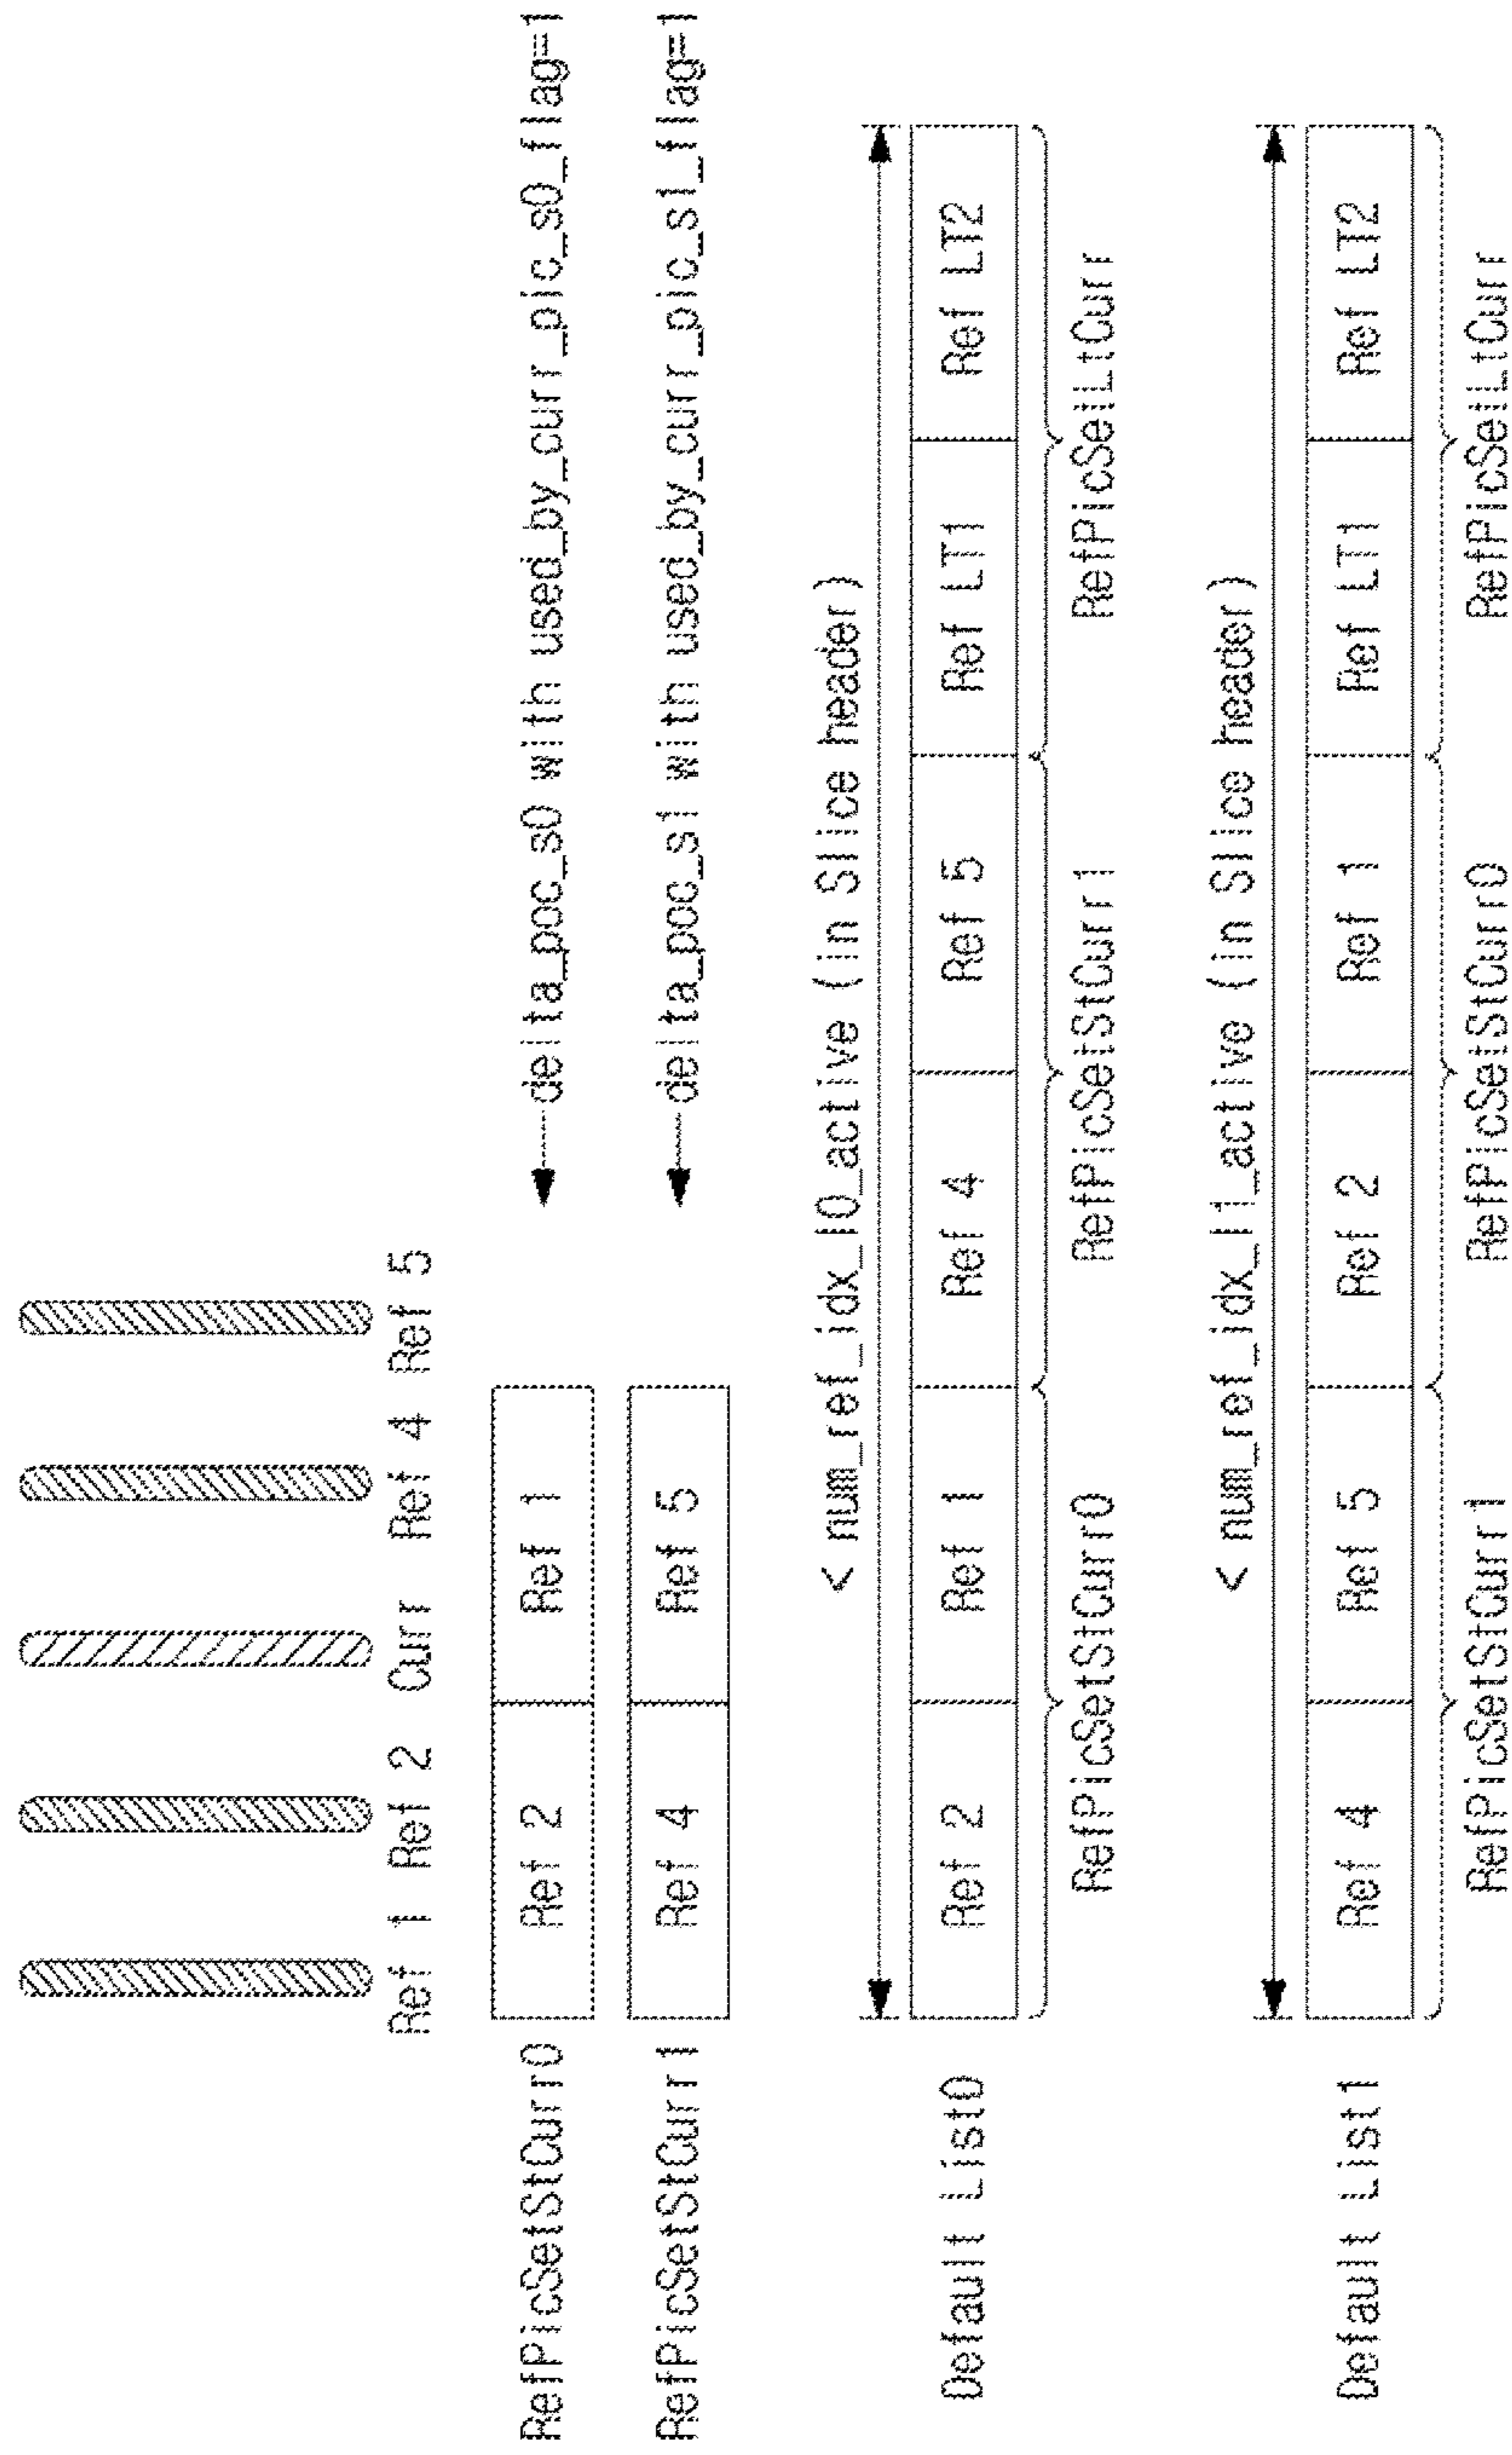 Ref 1 Ref 2 Curr Ref 4 Ref 5
RefPicSetStCurr0 Ref 2 Ref 1 delta_poc_s0 with used_by_curr_pic_s0_flag=1
RefPicSetStCurr1 Ref 4 Ref 5 delta_poc_s1 with used_by_curr_pic_s1_flag=1
< num_ref_idx_l0_active (in Slice header)
Default List0 Ref 2 Ref 1 Ref 4 Ref 5 Ref LT1 Ref LT2
RefPicSetStCurr0 RefPicSetStCurr1 RefPicSetLtCurr
< num_ref_idx_l1_active (in Slice header)
Default List1 Ref 4 Ref 5 Ref 2 Ref 1 Ref LT1 Ref LT2
RefPicSetStCurr1 RefPicSetStCurr0 RefPicSetLtCurr